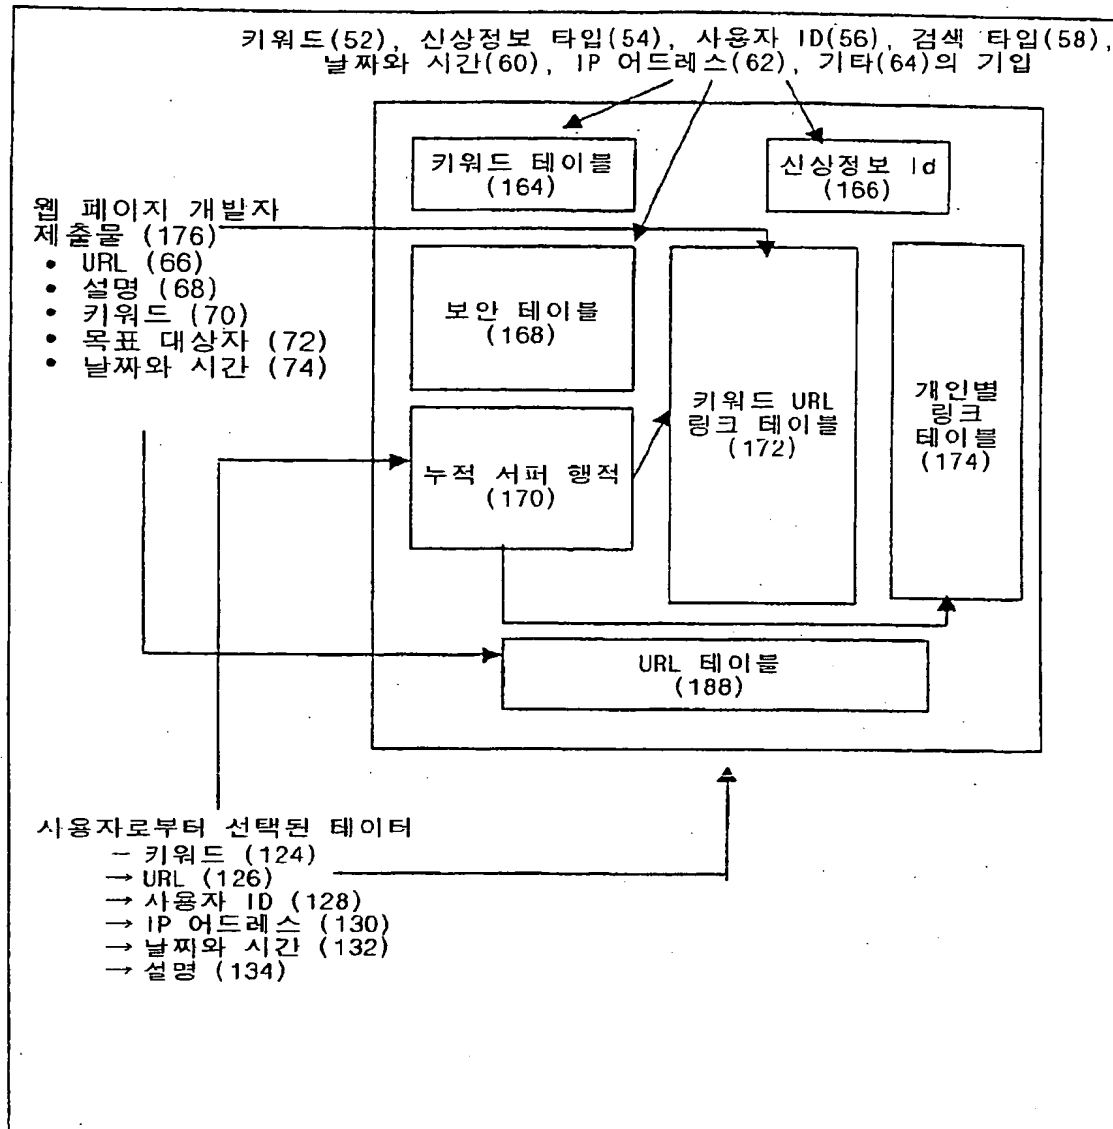 키워드(52), 신상정보 타입(54), 사용자 ID(56), 검색 타입(58),
날짜와 시간(60), IP 어드레스(62), 기타(64)의 기입
키워드 테이블
(164)
신상정보 Id
(166)
웹 페이지 개발자
제출물 (176)
• URL (66)
• 설명 (68)
• 키워드 (70)
• 목표 대상자 (72)
• 날짜와 시간 (74)
보안 테이블
(168)
키워드 URL
링크 테이블
(172)
개인별
링크
테이블
(174)
누적 서퍼 행적
(170)
URL 테이블
(188)
사용자로부터 선택된 테이터
- 키워드 (124)
→ URL (126)
→ 사용자 ID (128)
→ IP 어드레스 (130)
→ 날짜와 시간 (132)
→ 설명 (134)